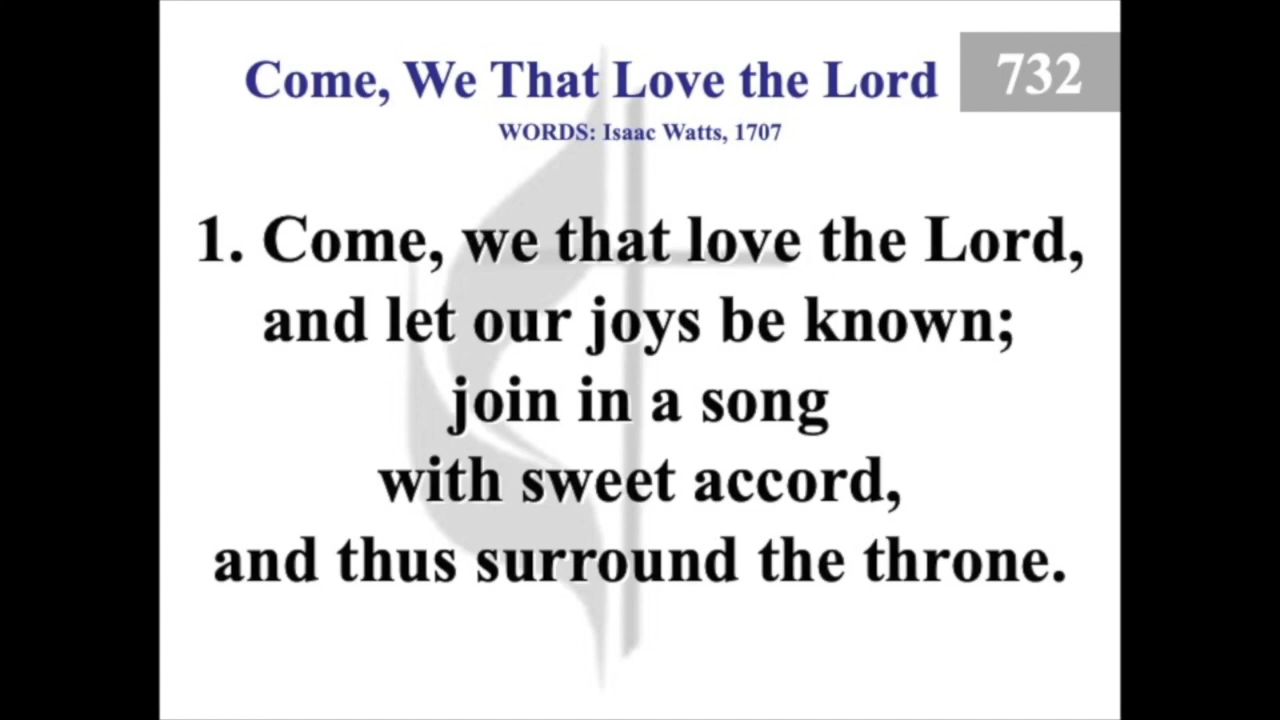 Come, We That Love the Lord
732
WORDS: Isaac Watts, 1707
1. Come, we that love the Lord,
and let our joys be known;
join in a song
with sweet accord,
and thus surround the throne.